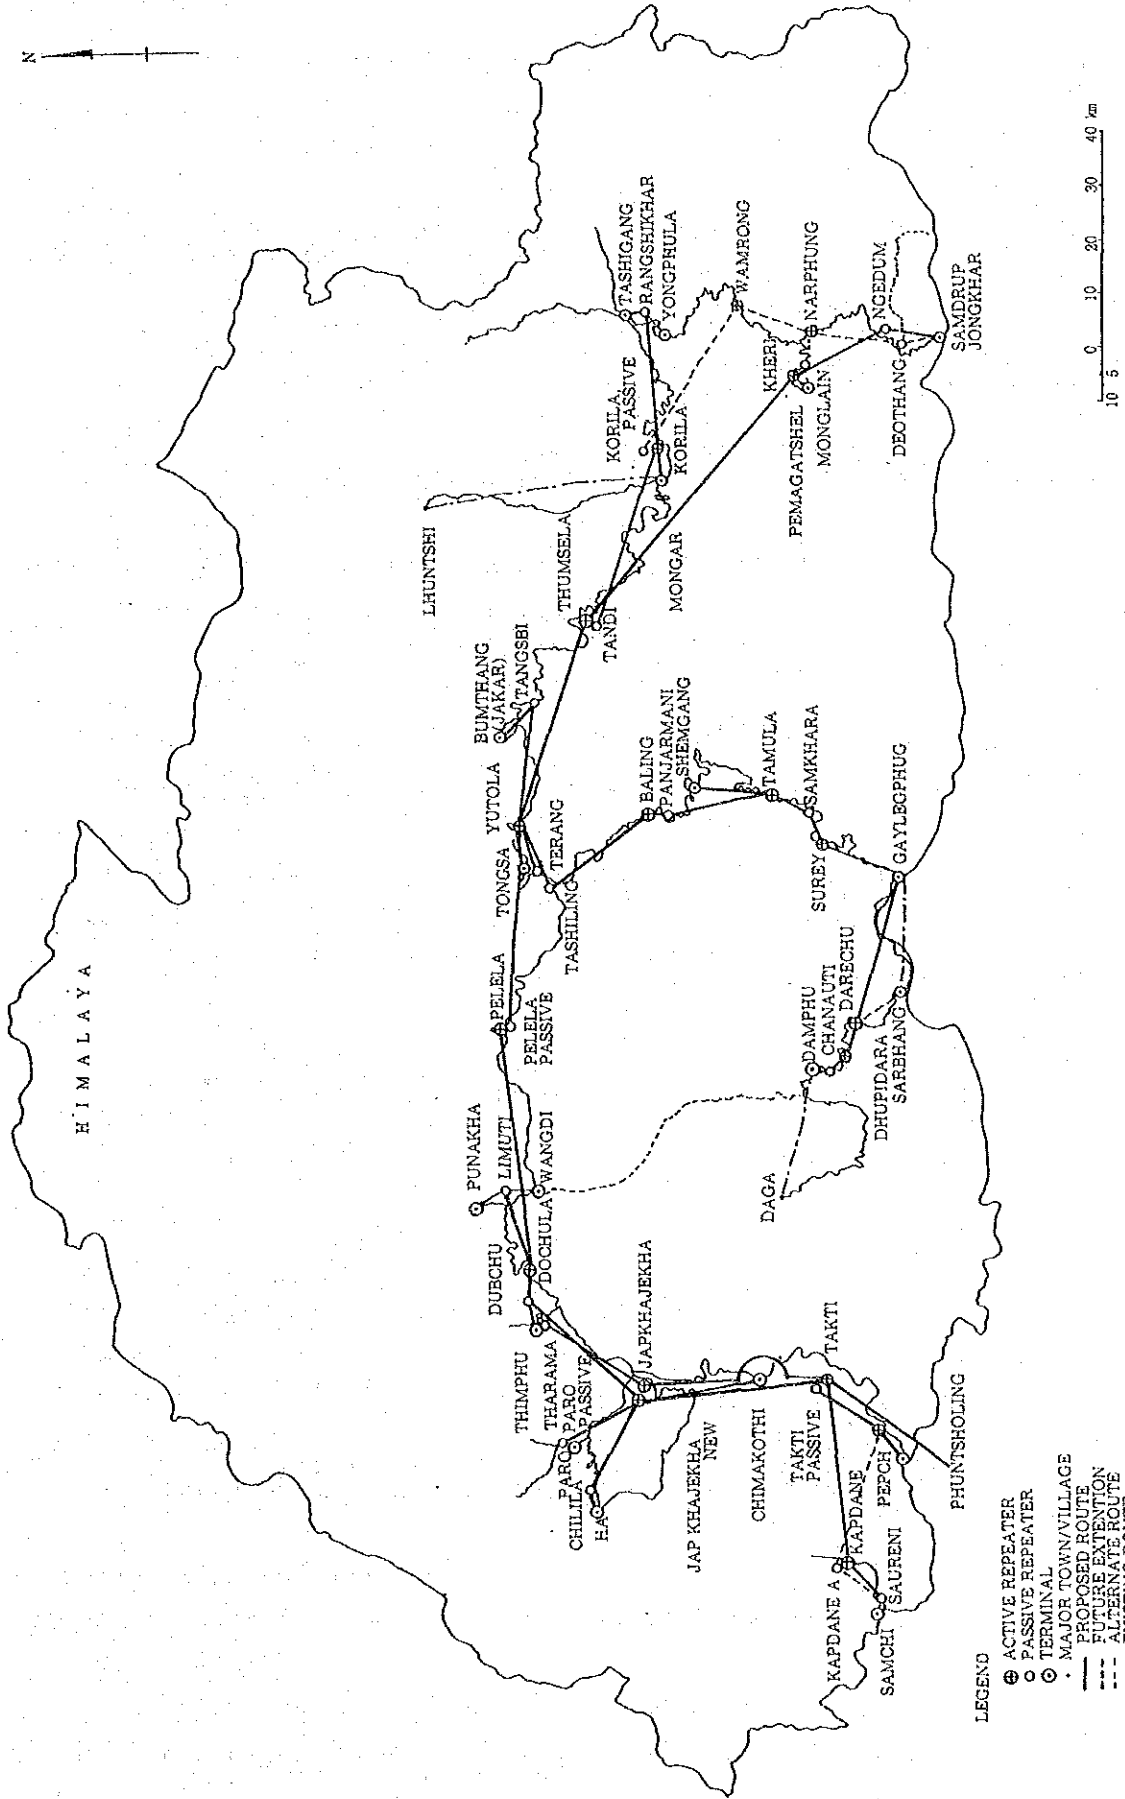 N
HIMALAYA
LHUNTSHI
PUNAKHA
LIMUTI
WANGDI
DUBCHU
DOCHULA
PELELA
PELELA
PASSIVE
TONGSA
YUTOLA
BUMTHANG
(JAKAR)
TANGSBI
TERANG
TASHILING
THUMSELA
TANDI
MONGAR
KORILA
PASSIVE
KORILA
TASHIGANG
RANGSHIKHAR
YONGPHULA
WAMRONG
THIMPHU
THARAMA
PARO
PASSIVE
PARO
CHILILA
HA
JAPKHAJEKHA
JAP KHAJEKHA
NEW
CHIMAKOTHI
TAKTI
PASSIVE
TAKTI
KAPDANE A
KAPDANE
PEPCH
SAURENI
SAMCHI
PHUNTSHOLING
DAGA
DAMPHU
CHANAUTI
DARECHU
DHUPIDARA
SARBHANG
BALING
PANJARMANI
SHEMGANG
TAMULA
SAMKHARA
SUREY
GAYLEGPHUG
KHERI
NARPHUNG
PEMAGATSHEL
MONGLAIN
NGEDUM
DEOTHANG
SAMDRUP
JONGKHAR
LEGEND
ACTIVE REPEATER
PASSIVE REPEATER
TERMINAL
MAJOR TOWN/VILLAGE
PROPOSED ROUTE
FUTURE EXTENTION
ALTERNATE ROUTE
10 5 0 10 20 30 40 km